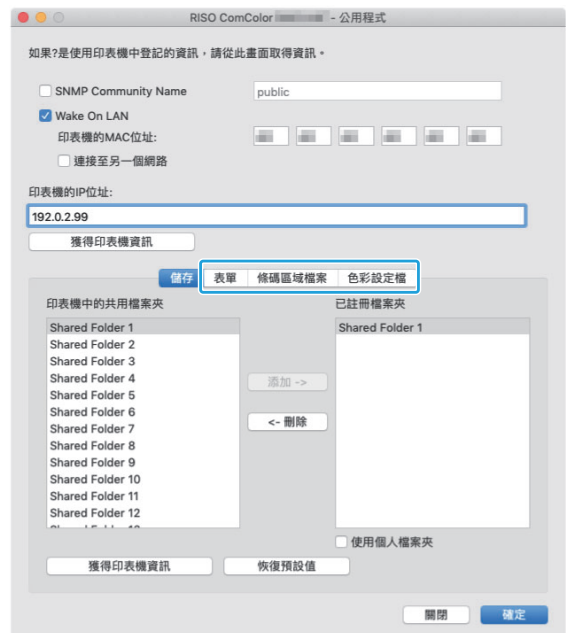 RISO ComColor - 公用程式
如果?是使用印表機中登記的資訊，請從此畫面取得資訊。
SNMP Community Name public
Wake On LAN
印表機的MAC位址:
連接至另一個網路
印表機的IP位址:
192.0.2.99
獲得印表機資訊
儲存 表單 條碼區域檔案 色彩設定檔
印表機中的共用檔案夾 已註冊檔案夾
Shared Folder 1 Shared Folder 1
Shared Folder 2
Shared Folder 3
Shared Folder 4
添加 ->
Shared Folder 5
Shared Folder 6
<- 刪除
Shared Folder 7
Shared Folder 8
Shared Folder 9
Shared Folder 10
Shared Folder 11
Shared Folder 12
使用個人檔案夾
獲得印表機資訊 恢復預設值
關閉 確定